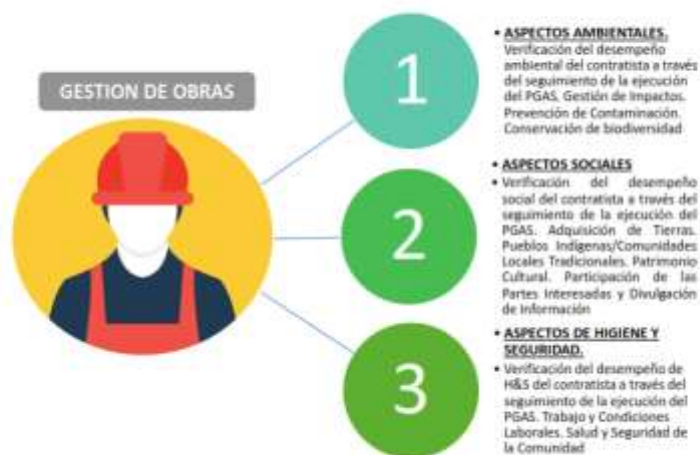 GESTION DE OBRAS
1
• ASPECTOS AMBIENTALES.
Verificación del desempeño
ambiental del contratista a través
del seguimiento de la ejecución
del PGAS, Gestión de Impactos.
Prevención de Contaminación.
Conservación de biodiversidad
2
• ASPECTOS SOCIALES
• Verificación del desempeño
social del contratista a través del
seguimiento de la ejecución del
PGAS. Adquisición de Tierras.
Pueblos Indígenas/Comunidades
Locales Tradicionales. Patrimonio
Cultural. Participación de las
Partes Interesadas y Divulgación
de Información
3
• ASPECTOS DE HIGIENE Y
SEGURIDAD.
• Verificación del desempeño de
H&S del contratista a través del
seguimiento de la ejecución del
PGAS. Trabajo y Condiciones
Laborales. Salud y Seguridad de
la Comunidad